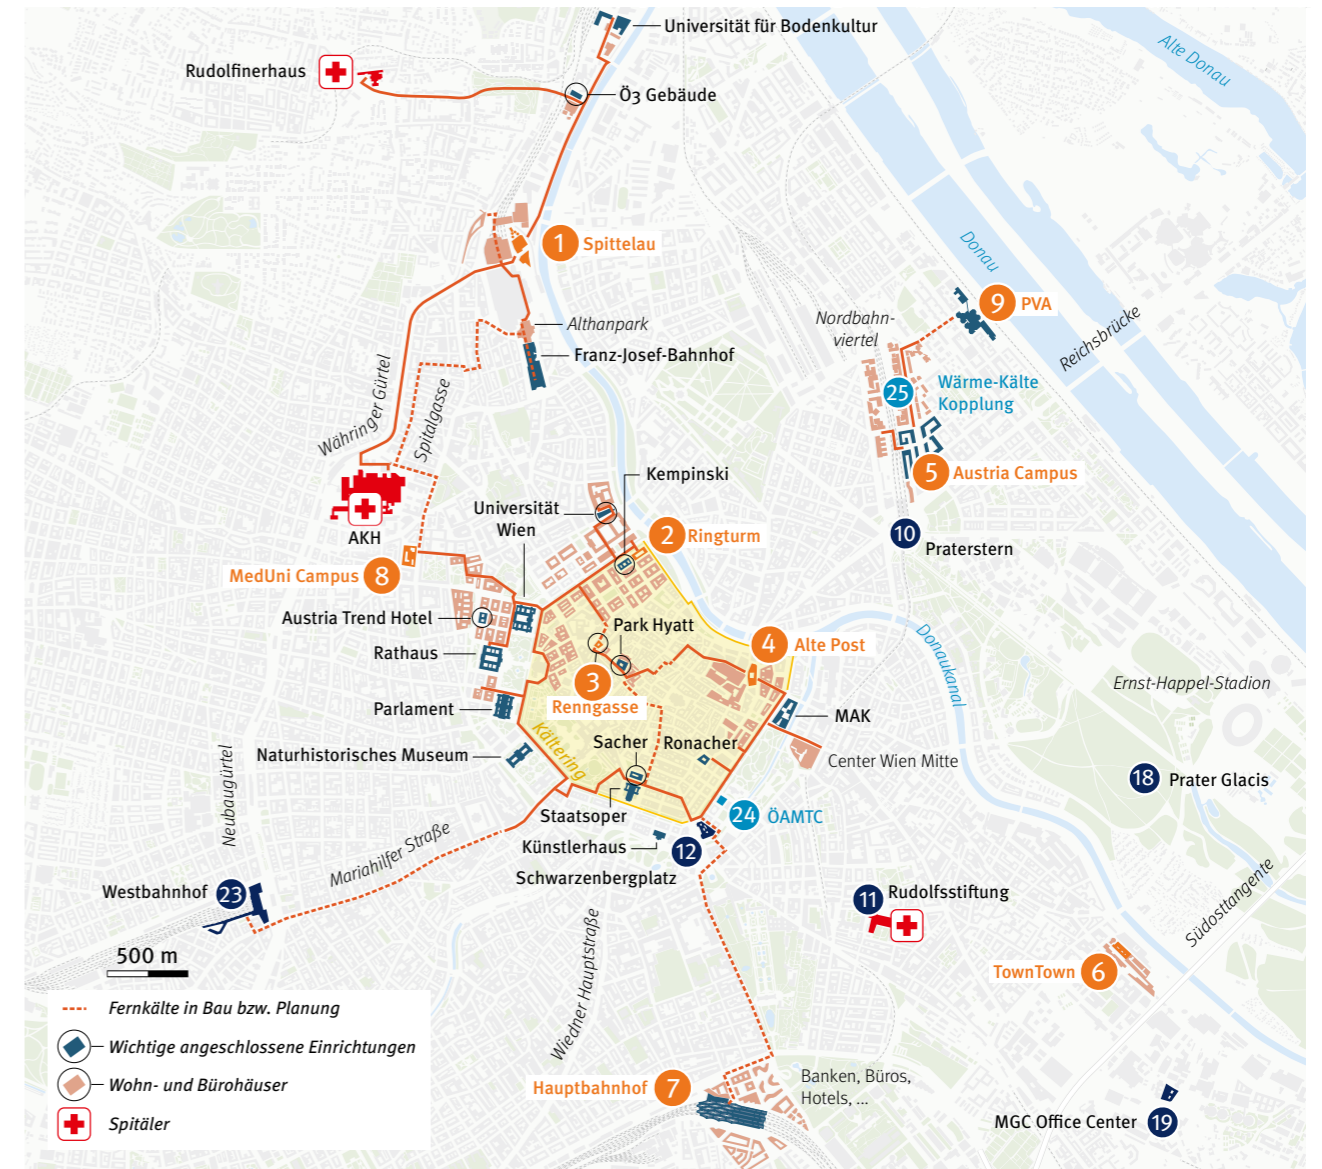 Universität für Bodenkultur
Alte Donau
Rudolfinerhaus
Ö3 Gebäude
1 Spittelau
Donau
9 PVA
Nordbahn-
viertel
Reichsbrücke
Althanpark
Franz-Josef-Bahnhof
Währinger Gürtel
Spitalgasse
25 Wärme-Kälte
Kopplung
5 Austria Campus
Kempinski
Universität
Wien
AKH
2 Ringturm
10 Praterstern
MedUni Campus 8
Austria Trend Hotel
Park Hyatt
Rathaus
4 Alte Post
Donaukanal
3
Renngasse
Ernst-Happel-Stadion
Parlament
MAK
Kältering
Sacher
Ronacher
Naturhistorisches Museum
Center Wien Mitte
18 Prater Glacis
Neubaugürtel
Staatsoper
24 ÖAMTC
Mariahilfer Straße
Künstlerhaus
12
Schwarzenbergplatz
Westbahnhof 23
11 Rudolfsstiftung
Südosttangente
500 m
Wiedner Hauptstraße
TownTown 6
Fernkälte in Bau bzw. Planung
Wichtige angeschlossene Einrichtungen
Wohn- und Bürohäuser
Spitäler
Hauptbahnhof 7
Banken, Büros,
Hotels, ...
MGC Office Center 19